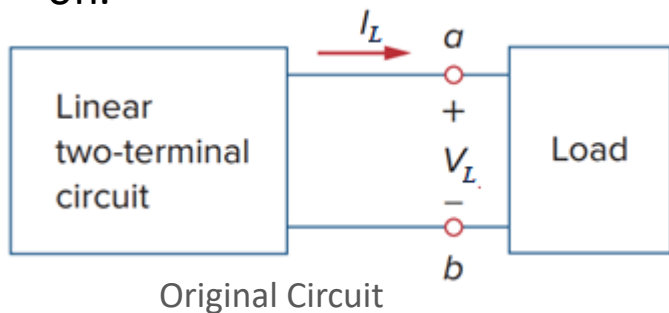 I_L a
Linear
two-terminal
circuit
+
V_L.
−
Load
b
Original Circuit